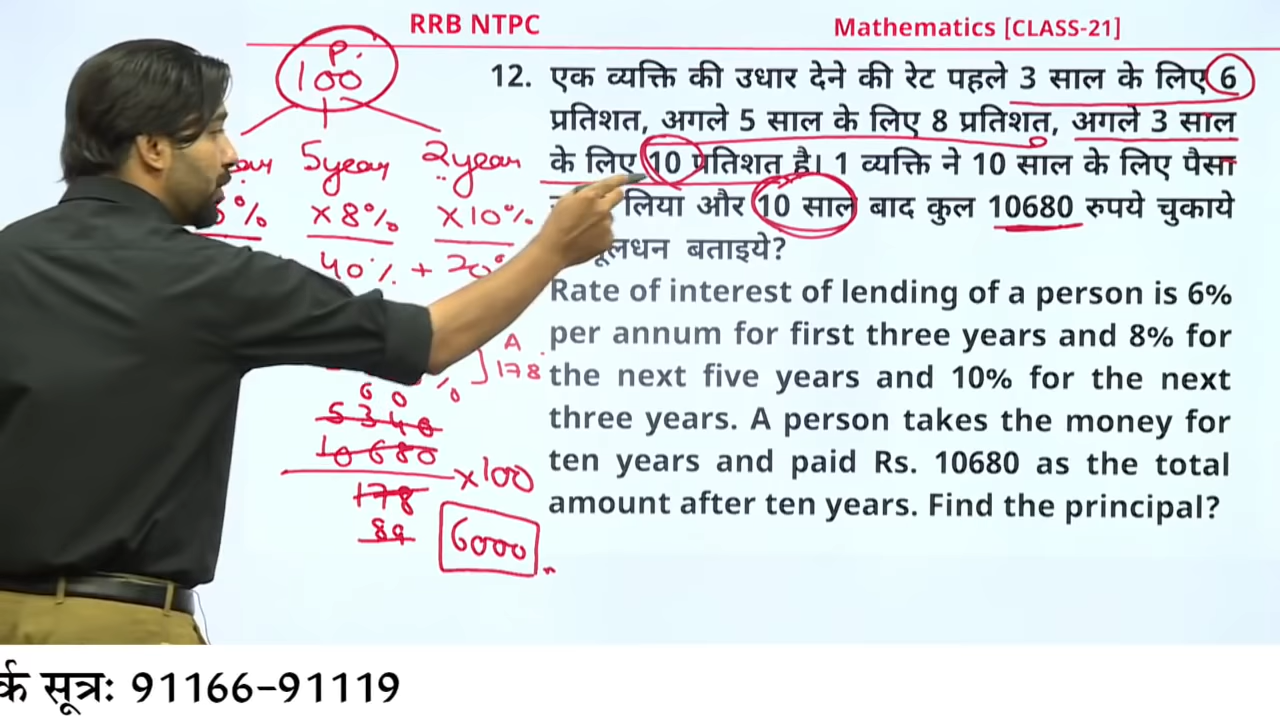 RRB NTPC
Mathematics [CLASS-21]
P.
100
5year 2year
×8% ×10%
40% + 20
A
178
60
5340
10680
×100
178
89
6000
12. एक व्यक्ति की उधार देने की रेट पहले 3 साल के लिए 6
प्रतिशत, अगले 5 साल के लिए 8 प्रतिशत, अगले 3 साल
के लिए 10 प्रतिशत है। 1 व्यक्ति ने 10 साल के लिए पैसा
लिया और 10 साल बाद कुल 10680 रुपये चुकाये
बताइये?
Rate of interest of lending of a person is 6%
per annum for first three years and 8% for
the next five years and 10% for the next
three years. A person takes the money for
ten years and paid Rs. 10680 as the total
amount after ten years. Find the principal?
सूत्रः 91166-91119